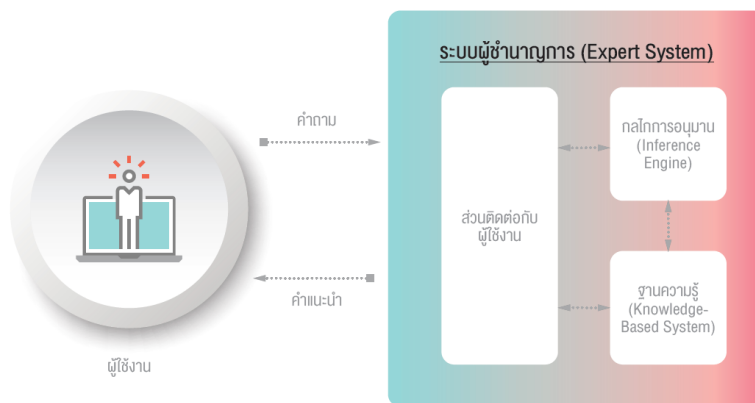 ระบบผู้ชำนาญการ (Expert System)
คำถาม
กลไกการอนุมาน
(Inference
Engine)
ส่วนติดต่อกับ
ผู้ใช้งาน
คำแนะนำ
ฐานความรู้
(Knowledge-
Based System)
ผู้ใช้งาน